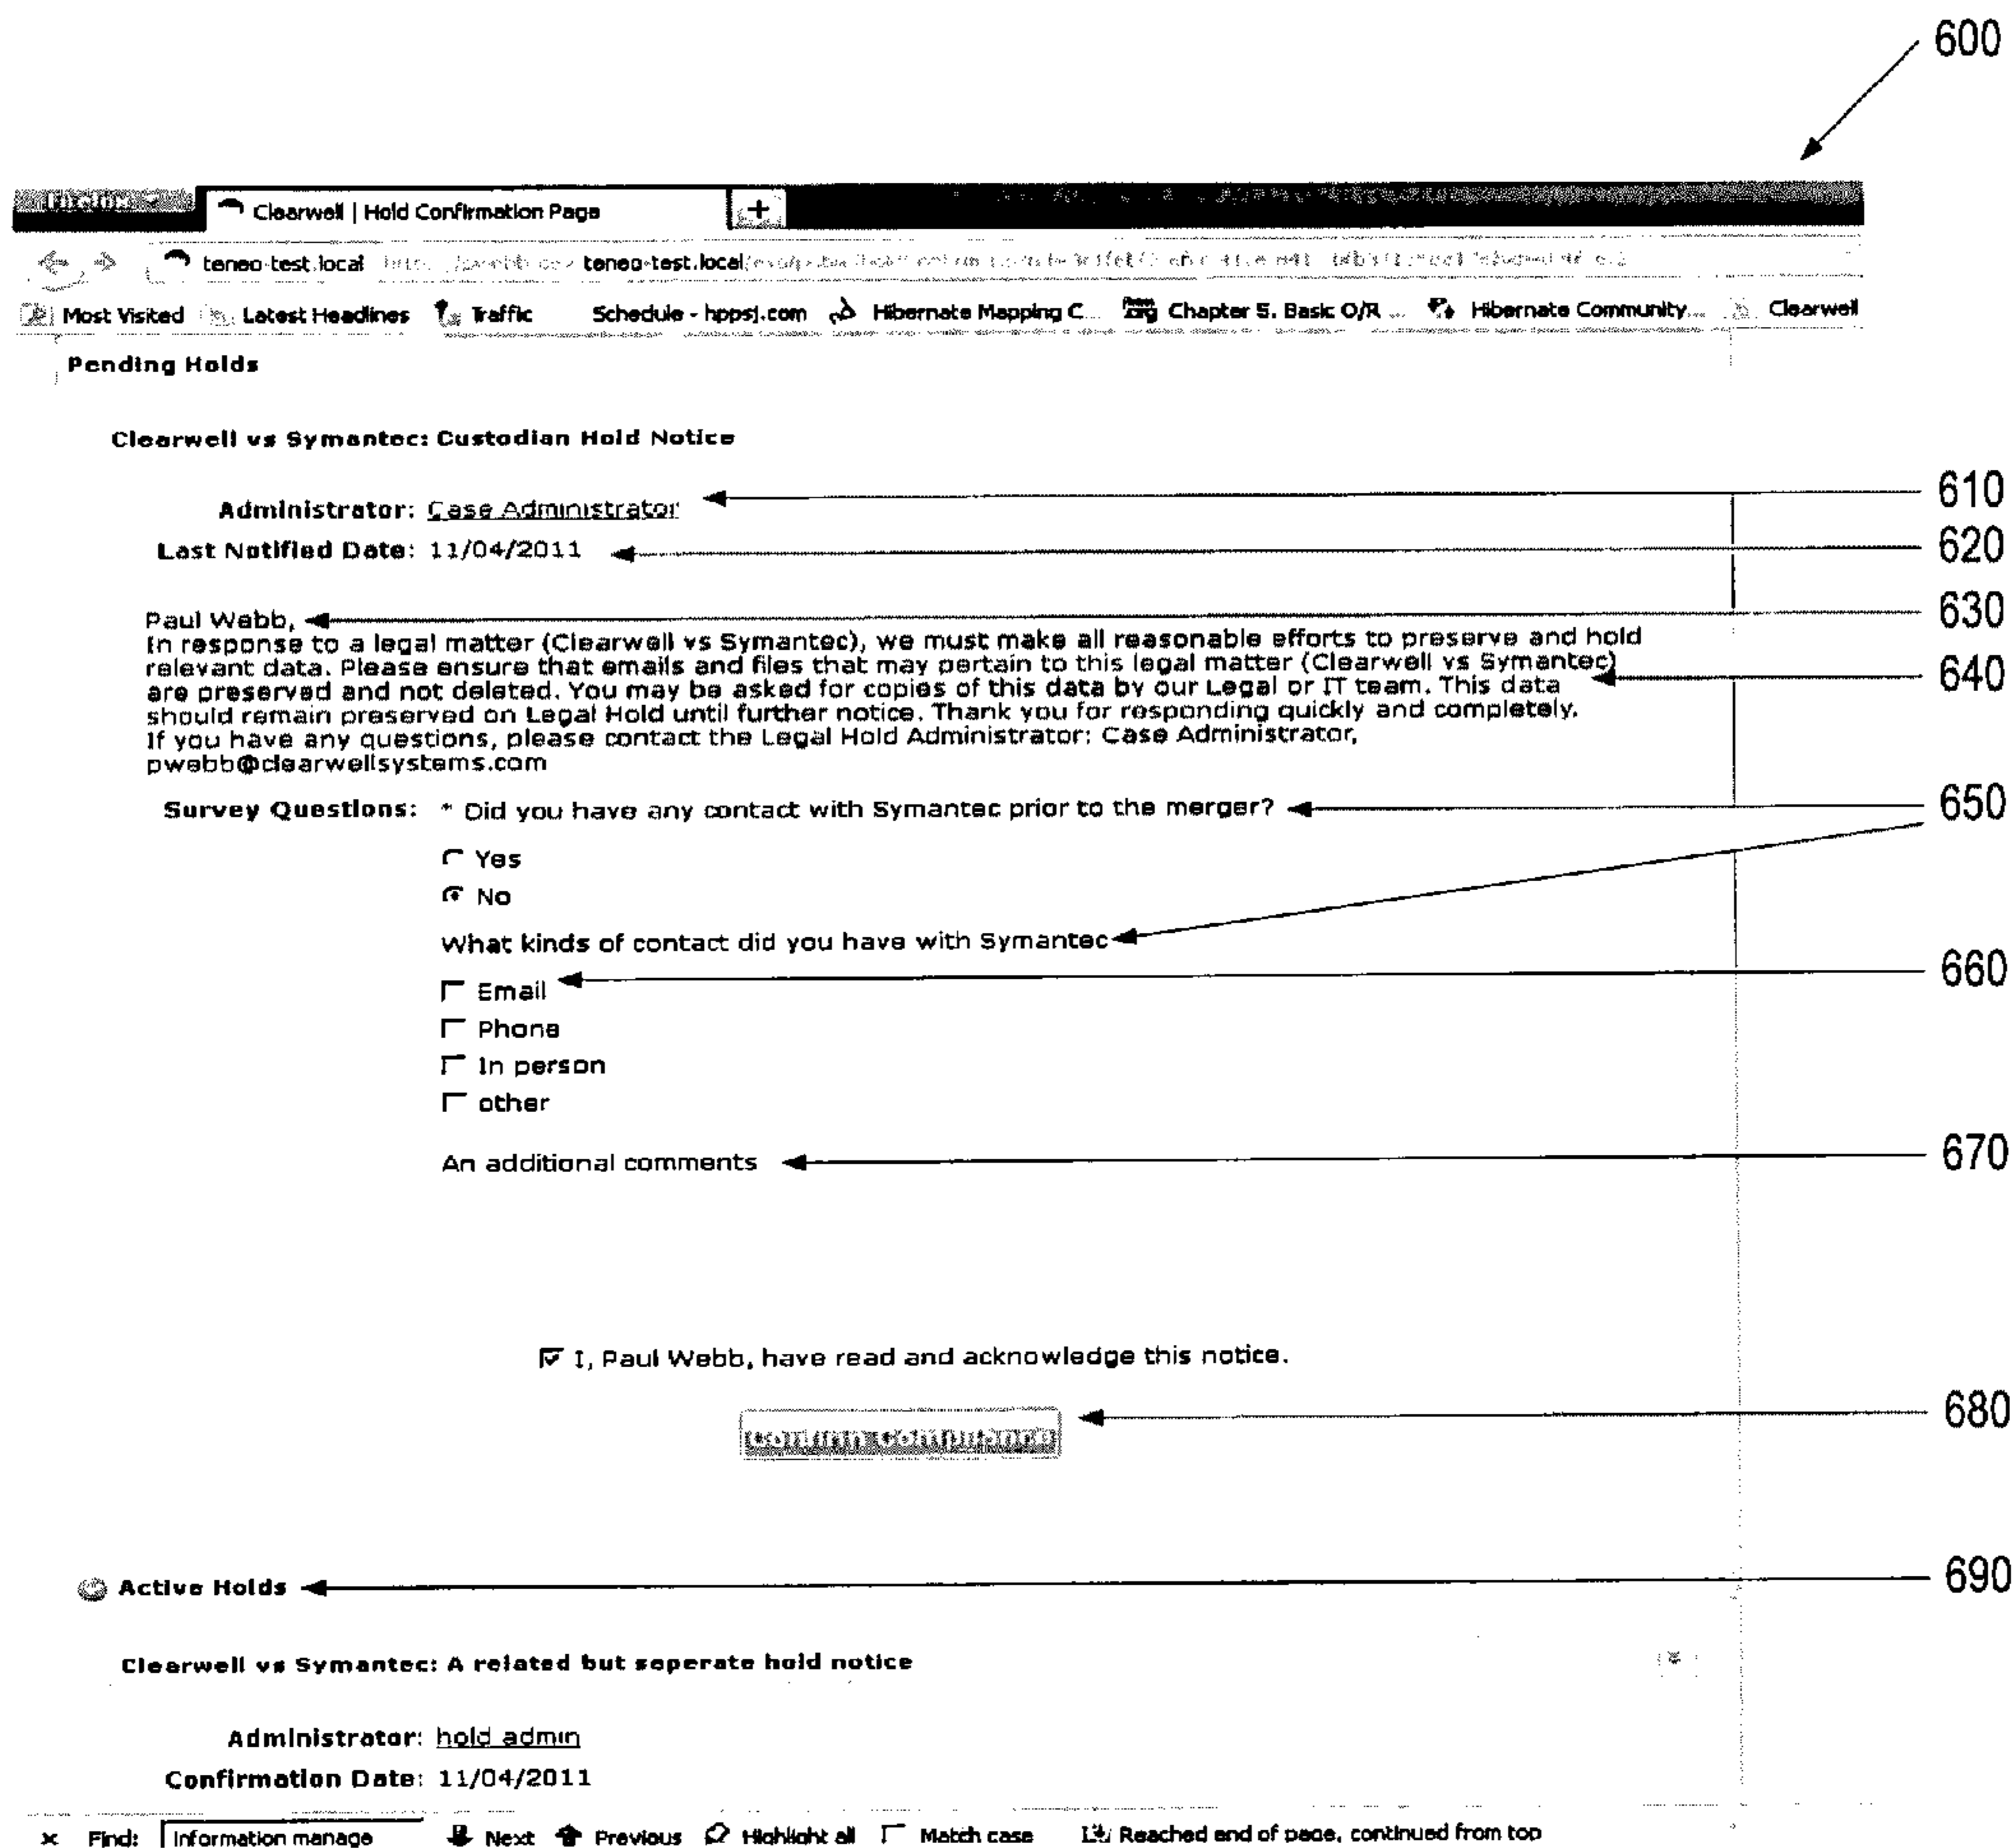 600
Clearwell | Hold Confirmation Page
+
teneo-test.local teneo-test.local
Most Visited Latest Headlines Traffic Schedule - hppsj.com Hibernate Mapping C... Chapter 5. Basic O/R ... Hibernate Community... Clearwell
Pending Holds
Clearwell vs Symantec: Custodian Hold Notice
Administrator: Case Administrator 610
Last Notified Date: 11/04/2011 620
Paul Webb, 630
In response to a legal matter (Clearwell vs Symantec), we must make all reasonable efforts to preserve and hold
relevant data. Please ensure that emails and files that may pertain to this legal matter (Clearwell vs Symantec)
are preserved and not deleted. You may be asked for copies of this data by our Legal or IT team. This data 640
should remain preserved on Legal Hold until further notice. Thank you for responding quickly and completely.
If you have any questions, please contact the Legal Hold Administrator: Case Administrator,
pwebb@clearwellsystems.com
Survey Questions: * Did you have any contact with Symantec prior to the merger? 650
Yes
No
What kinds of contact did you have with Symantec
Email 660
Phone
In person
other
An additional comments 670
I, Paul Webb, have read and acknowledge this notice.
Confirm Compliance 680
Active Holds 690
Clearwell vs Symantec: A related but seperate hold notice
Administrator: hold admin
Confirmation Date: 11/04/2011
x Find: Information manage Next Previous Highlight all Match case Reached end of page, continued from top